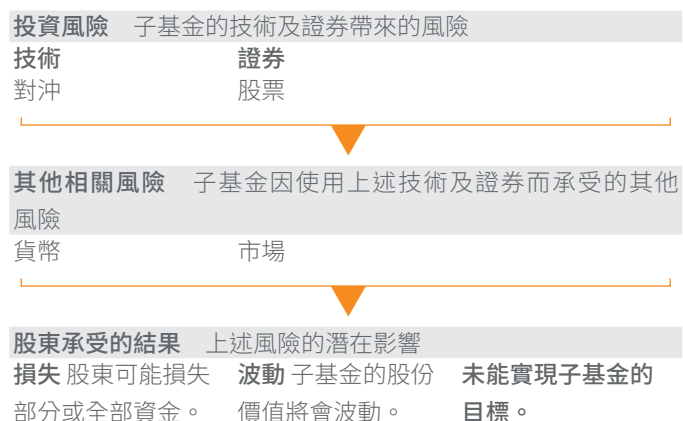 投資風險 子基金的技術及證券帶來的風險
技術 證券
對沖 股票
其他相關風險 子基金因使用上述技術及證券而承受的其他
風險
貨幣 市場
股東承受的結果 上述風險的潛在影響
損失 股東可能損失 波動 子基金的股份 未能實現子基金的
部分或全部資金。 價值將會波動。 目標。